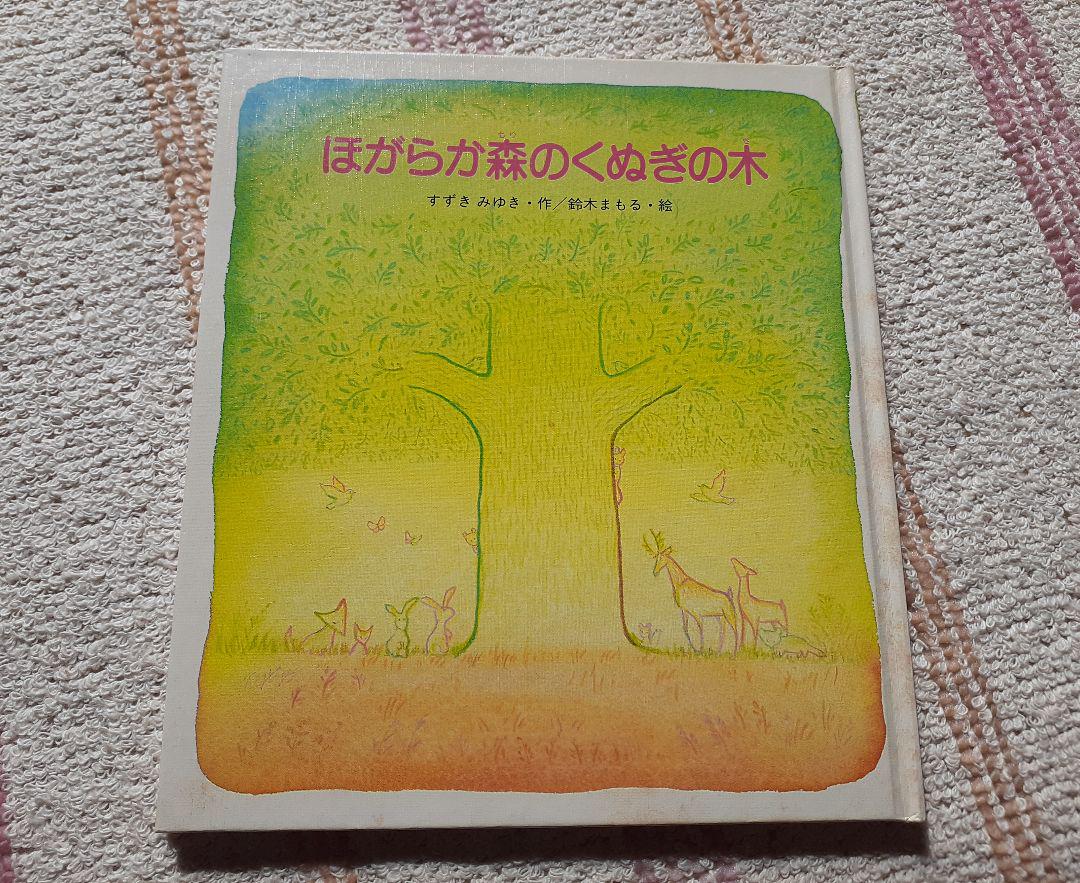 ほがらか森のくぬぎの木
すずき みゆき・作／鈴木まもる・絵